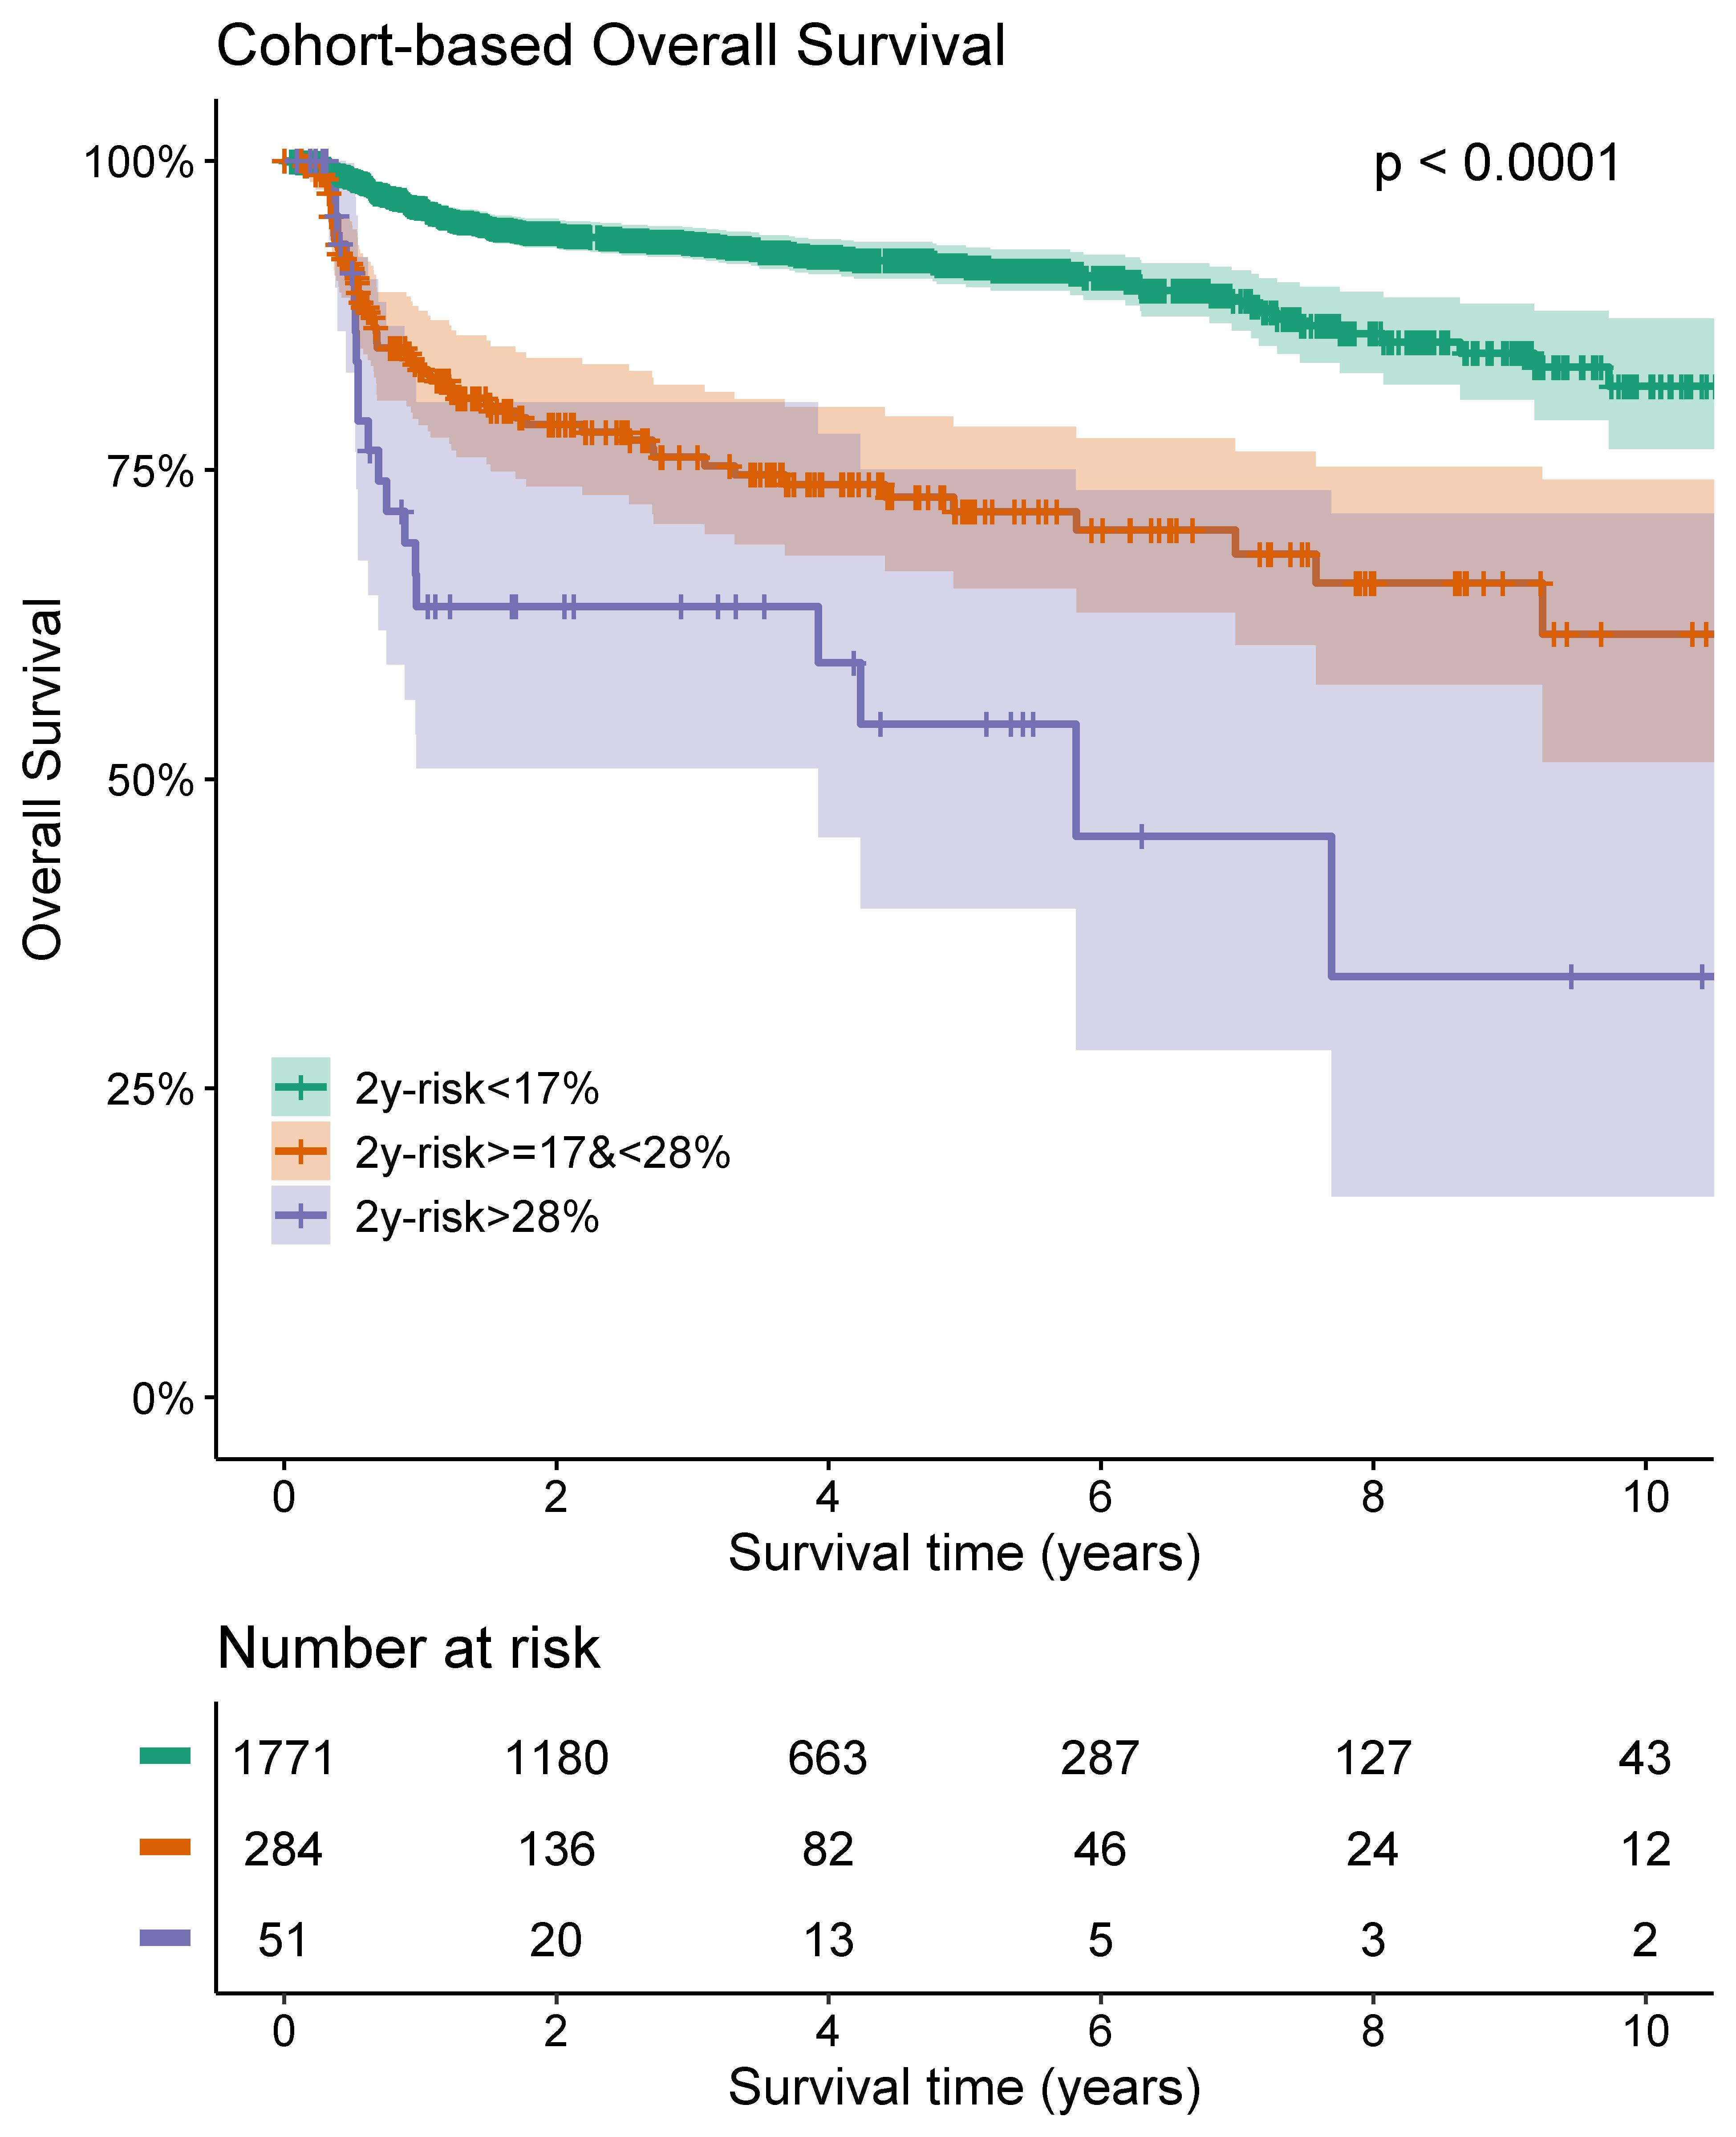 Cohort-based Overall Survival
p < 0.0001
100%
75%
50%
25%
0%
Overall Survival
2y-risk<17%
2y-risk>=17&<28%
2y-risk>28%
0 2 4 6 8 10
Survival time (years)
Number at risk
1771 1180 663 287 127 43
284 136 82 46 24 12
51 20 13 5 3 2
0 2 4 6 8 10
Survival time (years)